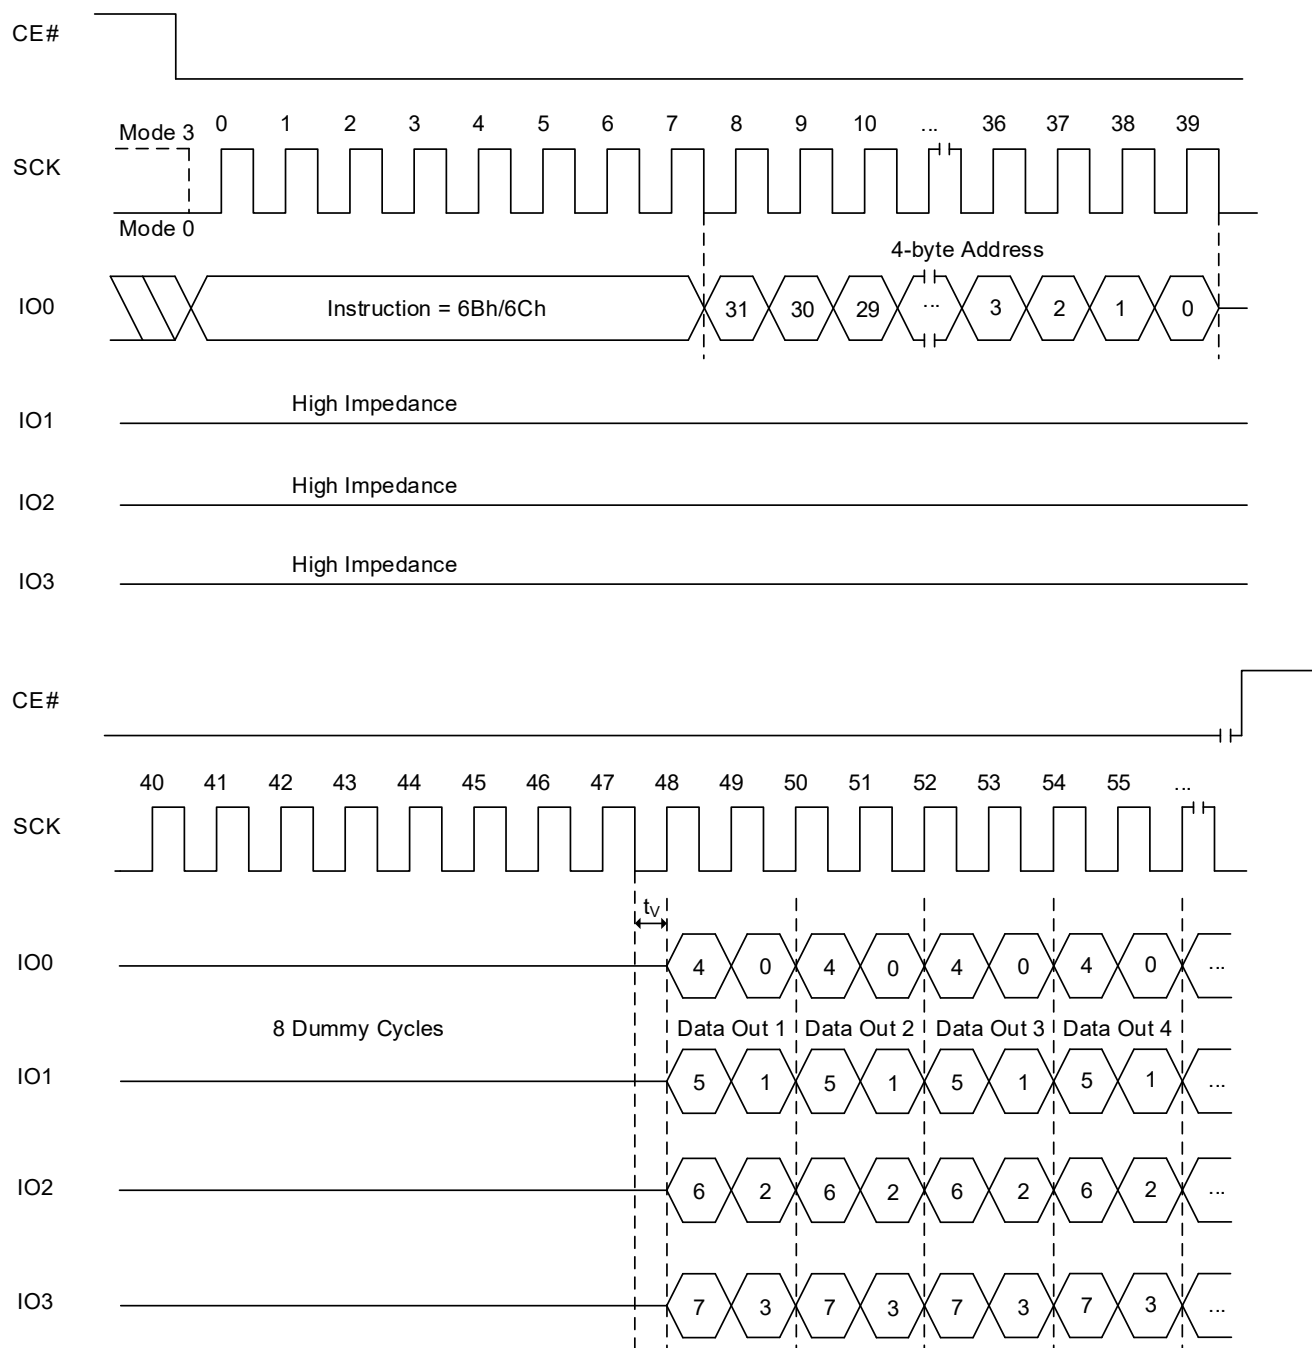 CE#
Mode 3 0 1 2 3 4 5 6 7 8 9 10 ... 36 37 38 39
SCK
Mode 0
4-byte Address
IO0 Instruction = 6Bh/6Ch 31 30 29 ... 3 2 1 0
High Impedance
IO1
High Impedance
IO2
High Impedance
IO3
CE#
40 41 42 43 44 45 46 47 48 49 50 51 52 53 54 55 ...
SCK
tV
IO0 4 0 4 0 4 0 4 0 ...
8 Dummy Cycles Data Out 1 Data Out 2 Data Out 3 Data Out 4
IO1 5 1 5 1 5 1 5 1 ...
IO2 6 2 6 2 6 2 6 2 ...
IO3 7 3 7 3 7 3 7 3 ...